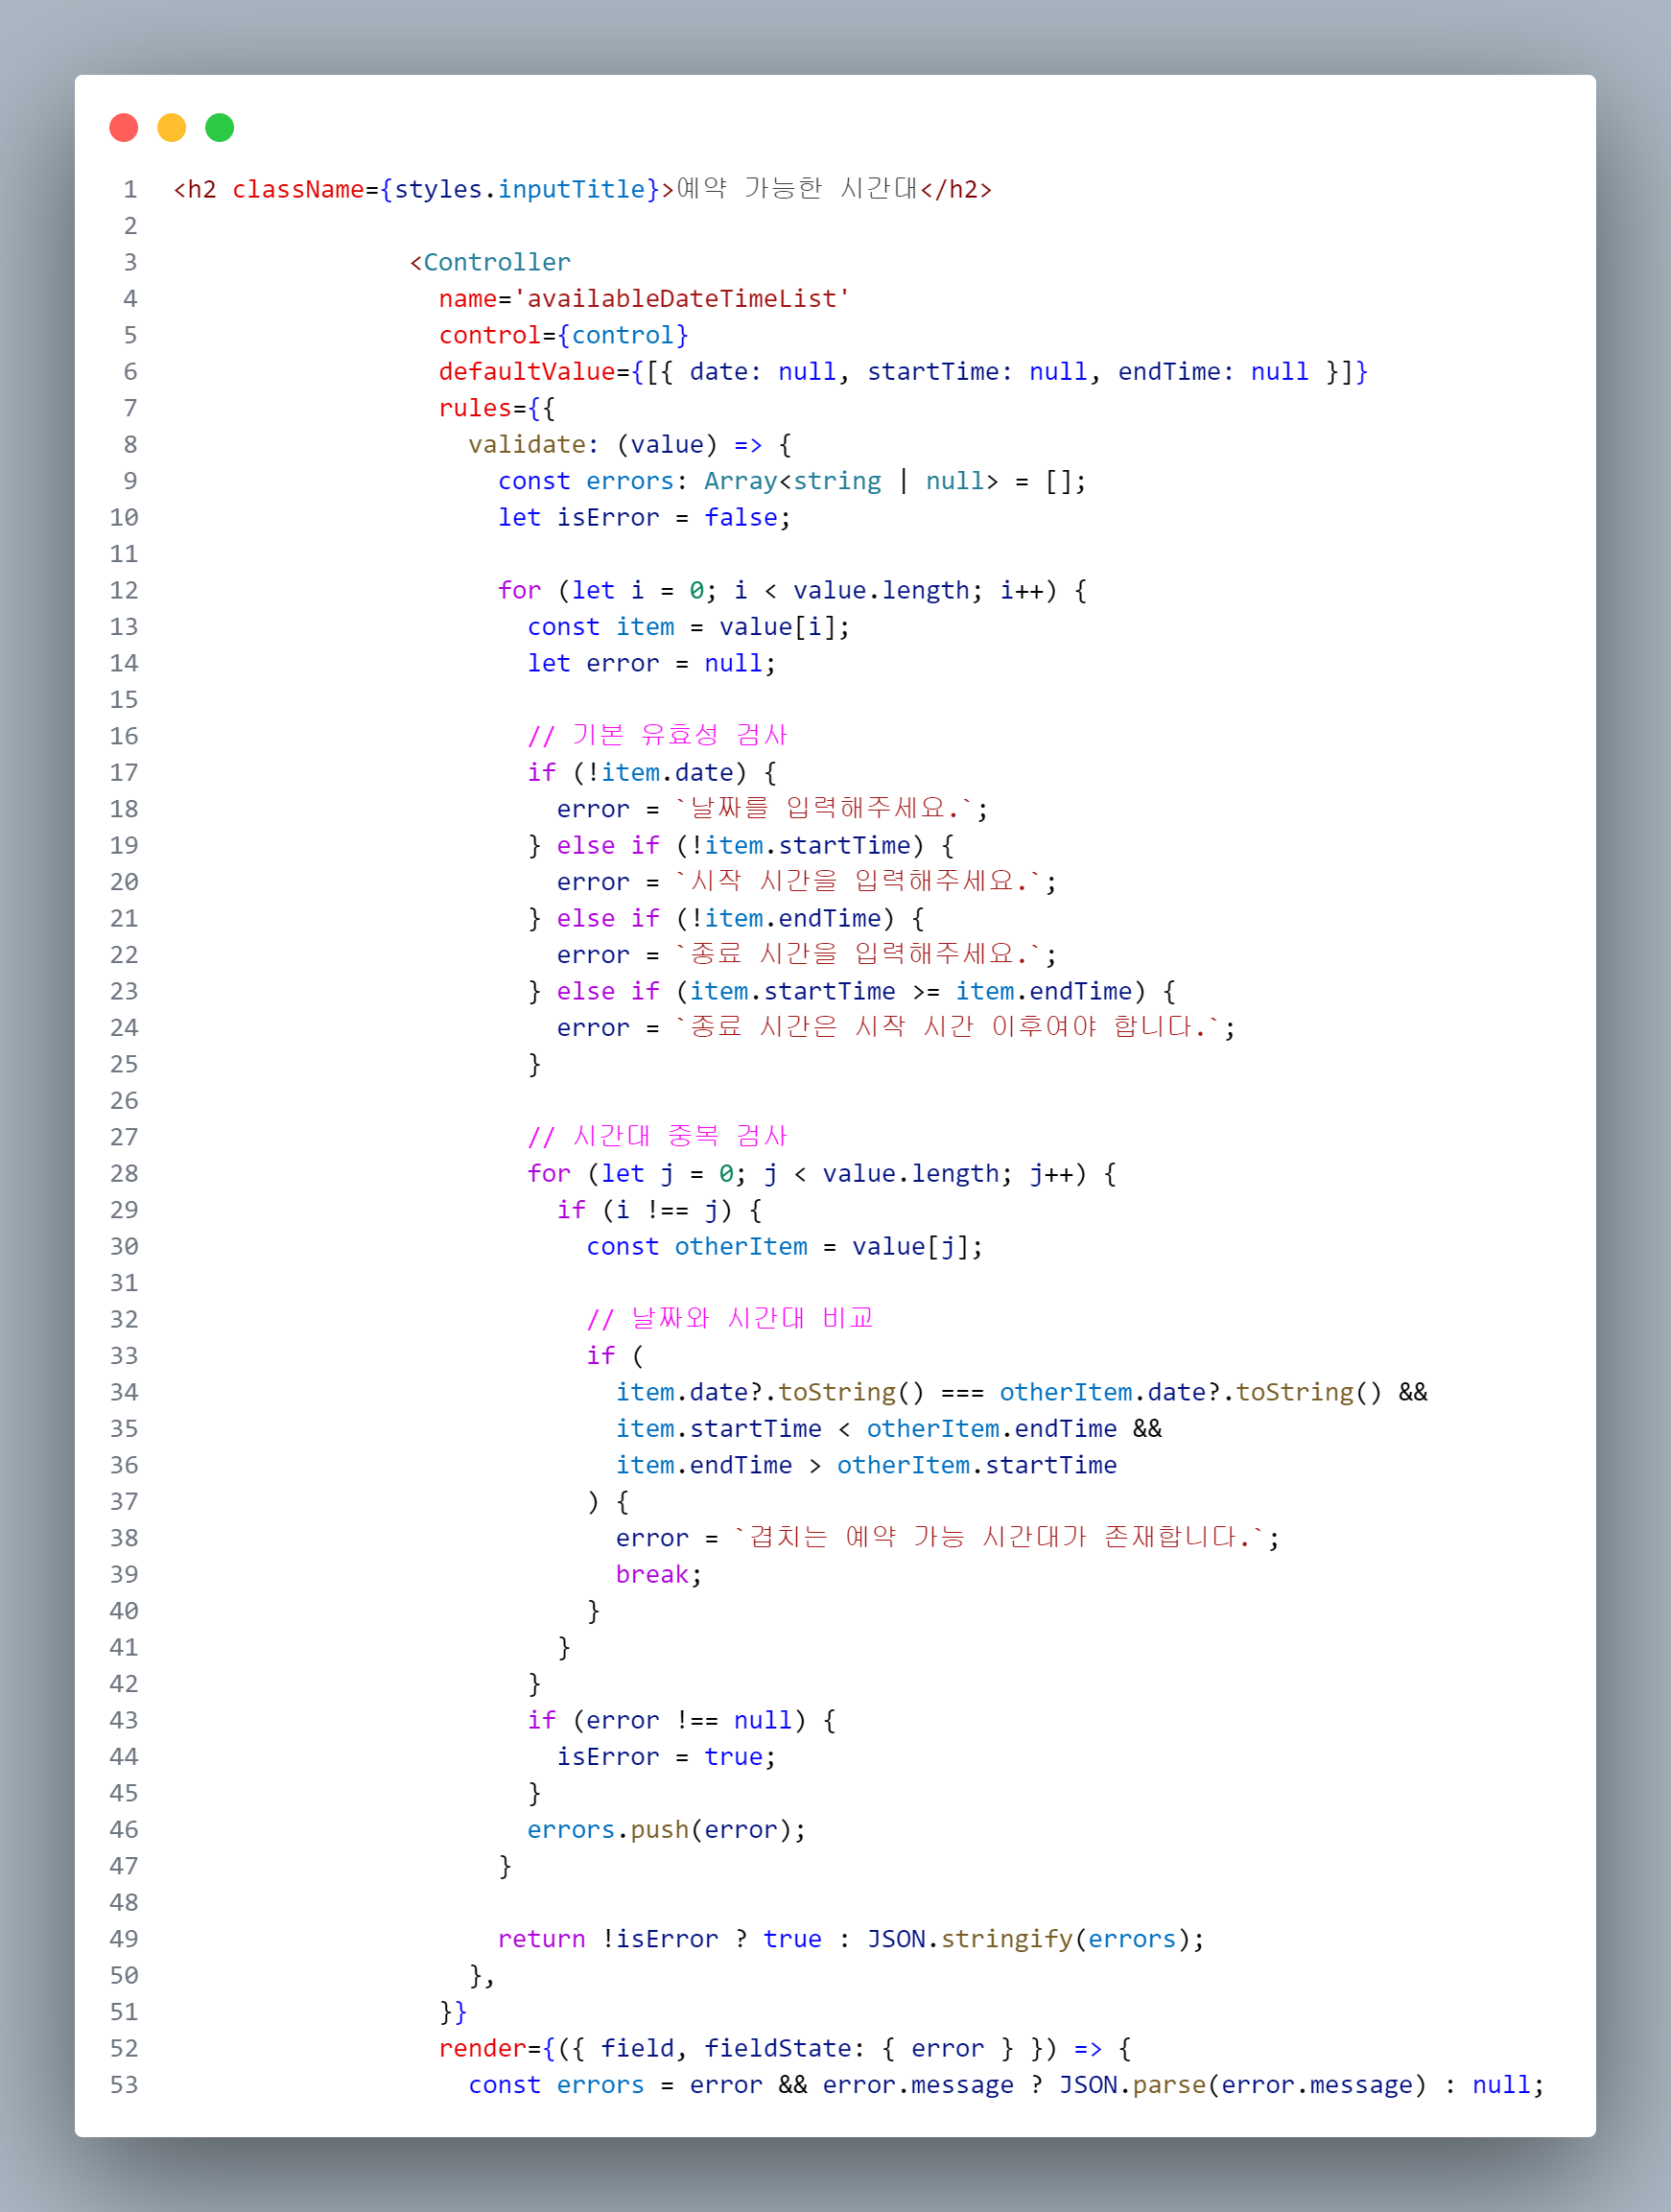 1 <h2 className={styles.inputTitle}>예약 가능한 시간대</h2>
2
3 <Controller
4 name='availableDateTimeList'
5 control={control}
6 defaultValue={[{ date: null, startTime: null, endTime: null }]}
7 rules={{
8 validate: (value) => {
9 const errors: Array<string | null> = [];
10 let isError = false;
11
12 for (let i = 0; i < value.length; i++) {
13 const item = value[i];
14 let error = null;
15
16 // 기본 유효성 검사
17 if (!item.date) {
18 error = `날짜를 입력해주세요.`;
19 } else if (!item.startTime) {
20 error = `시작 시간을 입력해주세요.`;
21 } else if (!item.endTime) {
22 error = `종료 시간을 입력해주세요.`;
23 } else if (item.startTime >= item.endTime) {
24 error = `종료 시간은 시작 시간 이후여야 합니다.`;
25 }
26
27 // 시간대 중복 검사
28 for (let j = 0; j < value.length; j++) {
29 if (i !== j) {
30 const otherItem = value[j];
31
32 // 날짜와 시간대 비교
33 if (
34 item.date?.toString() === otherItem.date?.toString() &&
35 item.startTime < otherItem.endTime &&
36 item.endTime > otherItem.startTime
37 ) {
38 error = `겹치는 예약 가능 시간대가 존재합니다.`;
39 break;
40 }
41 }
42 }
43 if (error !== null) {
44 isError = true;
45 }
46 errors.push(error);
47 }
48
49 return !isError ? true : JSON.stringify(errors);
50 },
51 }}
52 render={({ field, fieldState: { error } }) => {
53 const errors = error && error.message ? JSON.parse(error.message) : null;